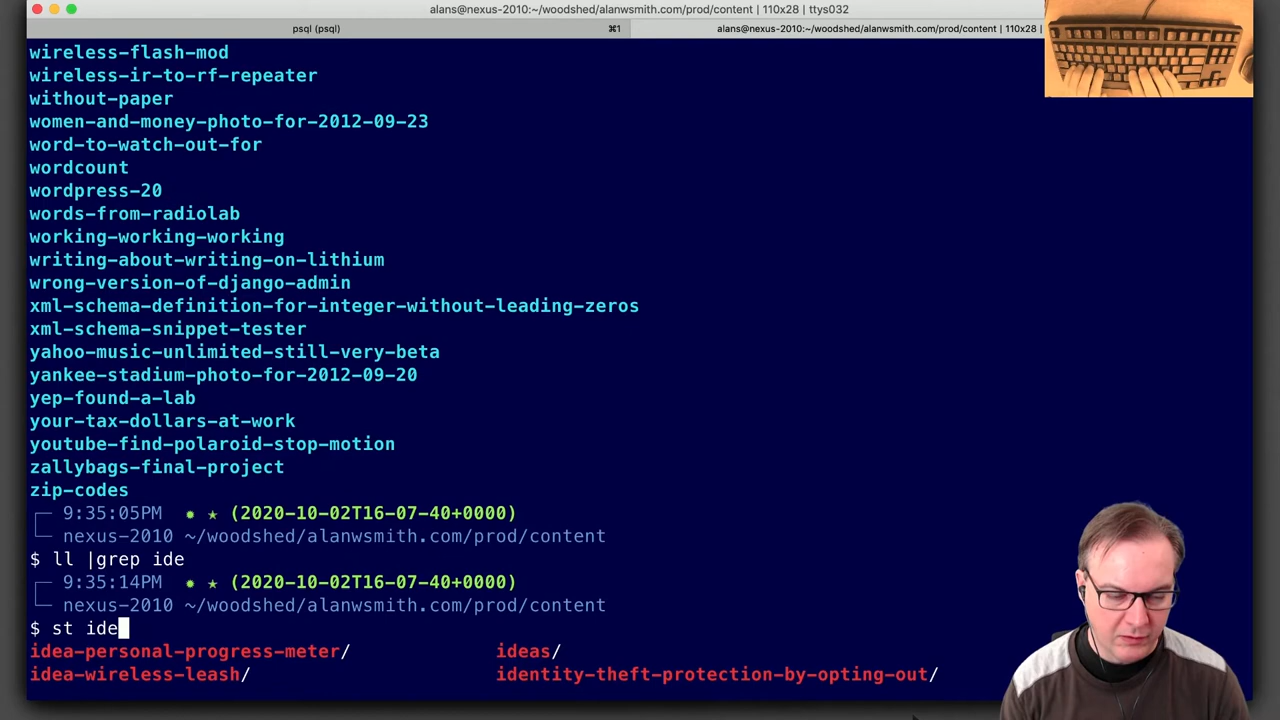 alans@nexus-2010:~/woodshed/alanwsmith.com/prod/content | 110x28 | ttys032
psql (psql) ⌘1 alans@nexus-2010:~/woodshed/alanwsmith.com/prod/content | 110x28 |
wireless-flash-mod
wireless-ir-to-rf-repeater
without-paper
women-and-money-photo-for-2012-09-23
word-to-watch-out-for
wordcount
wordpress-20
words-from-radiolab
working-working-working
writing-about-writing-on-lithium
wrong-version-of-django-admin
xml-schema-definition-for-integer-without-leading-zeros
xml-schema-snippet-tester
yahoo-music-unlimited-still-very-beta
yankee-stadium-photo-for-2012-09-20
yep-found-a-lab
your-tax-dollars-at-work
youtube-find-polaroid-stop-motion
zallybags-final-project
zip-codes
9:35:05PM ● ★ (2020-10-02T16-07-40+0000)
nexus-2010 ~/woodshed/alanwsmith.com/prod/content
$ ll |grep ide
9:35:14PM ● ★ (2020-10-02T16-07-40+0000)
nexus-2010 ~/woodshed/alanwsmith.com/prod/content
$ st ide
idea-personal-progress-meter/ ideas/
idea-wireless-leash/ identity-theft-protection-by-opting-out/